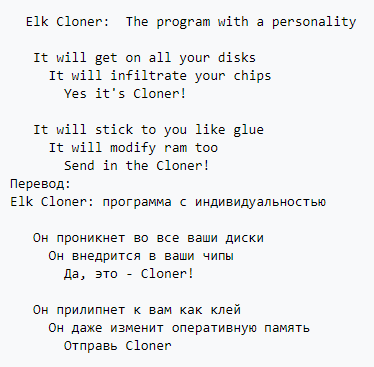 Elk Cloner:  The program with a personality
It will get on all your disks
It will infiltrate your chips
Yes it's Cloner!
It will stick to you like glue
It will modify ram too
Send in the Cloner!
Перевод:
Elk Cloner: программа с индивидуальностью
Он проникнет во все ваши диски
Он внедрится в ваши чипы
Да, это - Cloner!
Он прилипнет к вам как клей
Он даже изменит оперативную память
Отправь Cloner